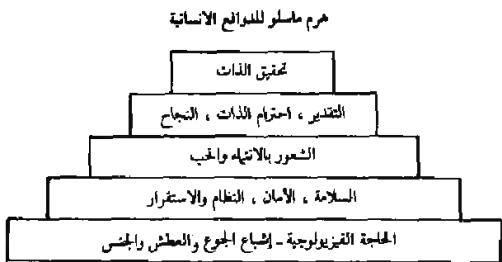 هرم ماسلو للدوافع الانسانية
تحقيق الذات
التقدير ، احترام الذات ، النجاح
الشعور بالانتماء والحب
السلامة ، الأمان ، النظام والاستقرار
الحاجة الفيزيولوجية - إشباع الجوع والعطش والجنس